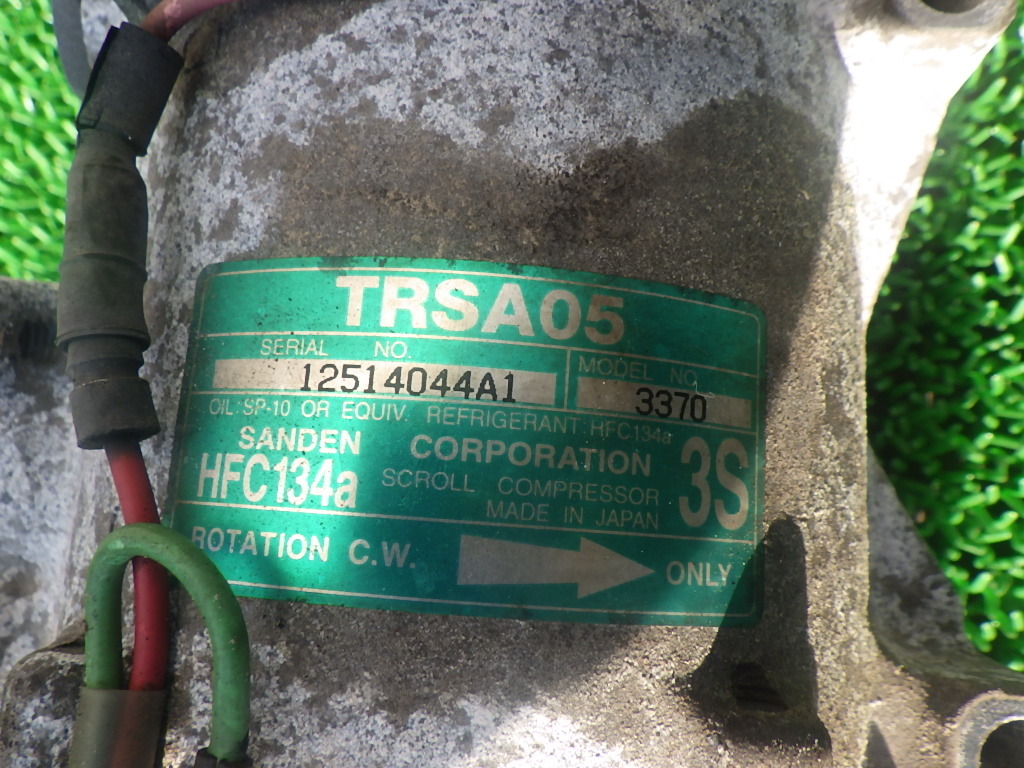 TRSA05
SERIAL NO.
12514044A1
MODEL NO.
3370
OIL: SP-10 OR EQUIV. REFRIGERANT: HFC134a
SANDEN CORPORATION
HFC134a
SCROLL COMPRESSOR
MADE IN JAPAN
3S
ROTATION C.W.
ONLY